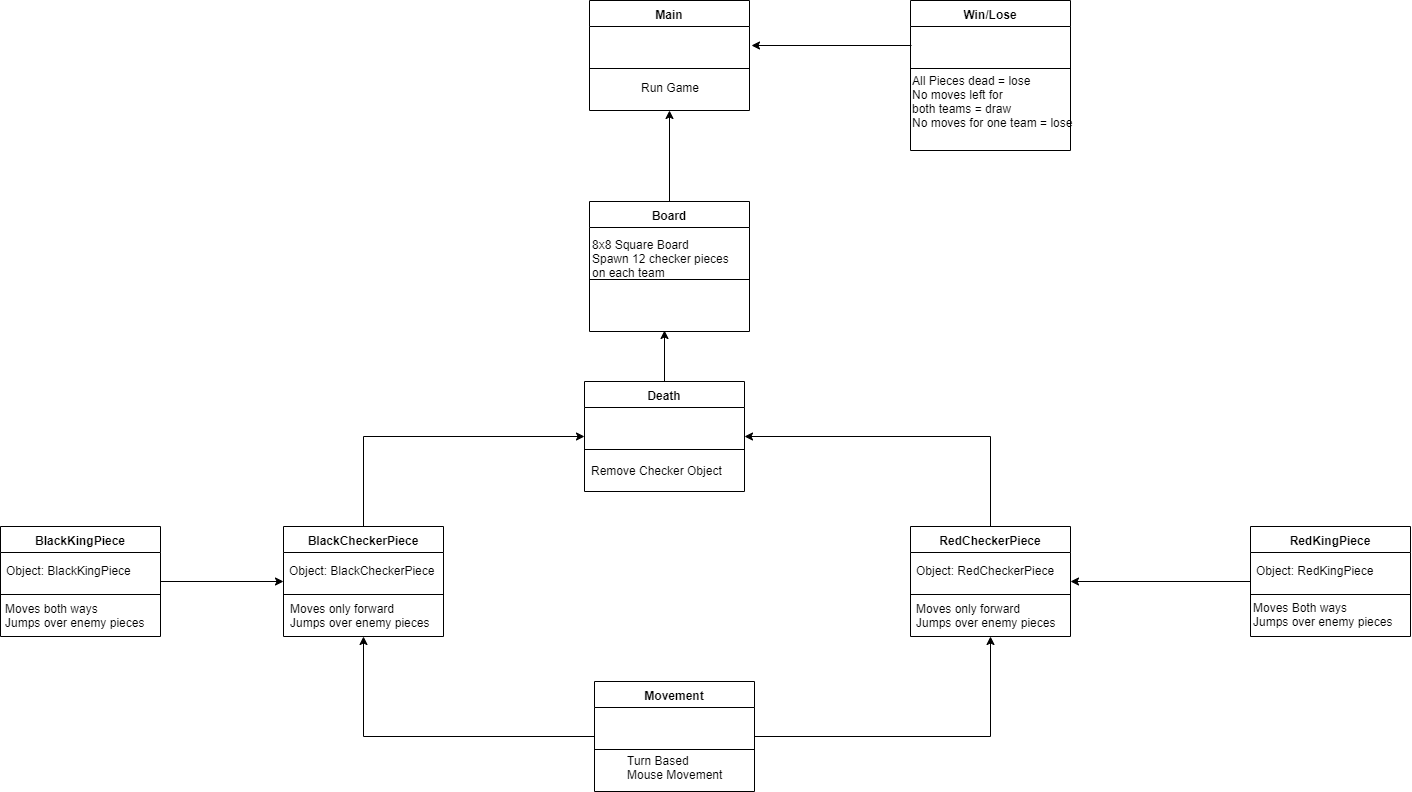 Main
Run Game
Win/Lose
All Pieces dead = lose
No moves left for
both teams = draw
No moves for one team = lose
Board
8x8 Square Board
Spawn 12 checker pieces
on each team
Death
Remove Checker Object
BlackKingPiece
Object: BlackKingPiece
Moves both ways
Jumps over enemy pieces
BlackCheckerPiece
Object: BlackCheckerPiece
Moves only forward
Jumps over enemy pieces
RedCheckerPiece
Object: RedCheckerPiece
Moves only forward
Jumps over enemy pieces
RedKingPiece
Object: RedKingPiece
Moves Both ways
Jumps over enemy pieces
Movement
Turn Based
Mouse Movement